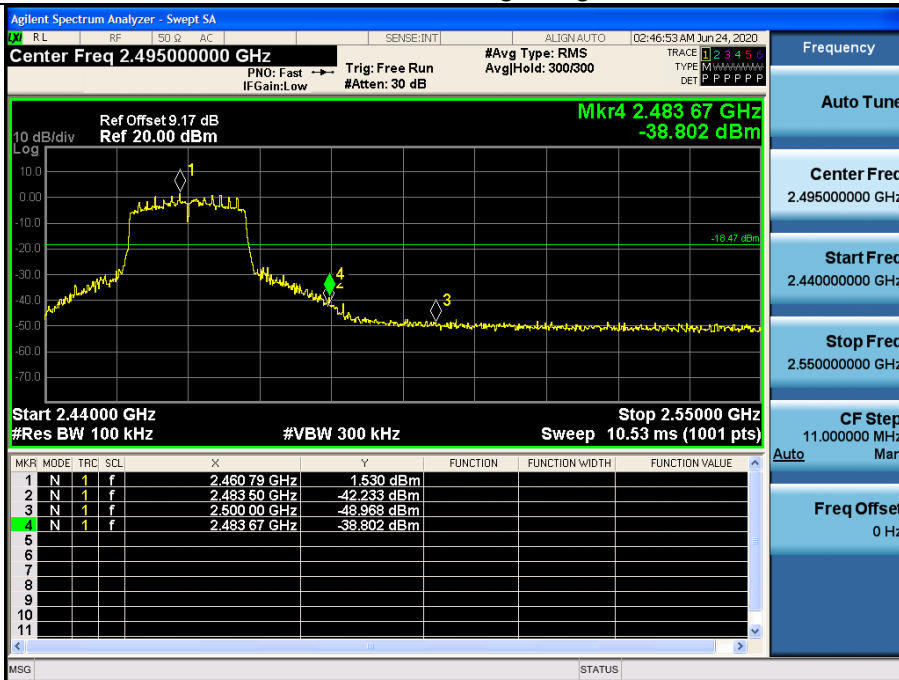 Agilent Spectrum Analyzer - Swept SA
LXI RL RF 50 Ω AC SENSE:INT ALIGN AUTO 02:46:53 AM Jun 24, 2020
Center Freq 2.495000000 GHz
PNO: Fast
IFGain:Low
Trig: Free Run
#Atten: 30 dB
#Avg Type: RMS
Avg|Hold: 300/300
TRACE 1 2 3 4 5 6
TYPE M WWWWW
DET P P P P P P
Mkr4 2.483 67 GHz
-38.802 dBm
Ref Offset 9.17 dB
10 dB/div Ref 20.00 dBm
Log
10.0
0.00
-10.0
-20.0
-30.0
-40.0
-50.0
-60.0
-70.0
1
-18.47 dBm
4
2
3
Start 2.44000 GHz Stop 2.55000 GHz
#Res BW 100 kHz #VBW 300 kHz Sweep 10.53 ms (1001 pts)
MKR MODE TRC SCL X Y FUNCTION FUNCTION WIDTH FUNCTION VALUE
1 N 1 f 2.460 79 GHz 1.530 dBm
2 N 1 f 2.483 50 GHz -42.233 dBm
3 N 1 f 2.500 00 GHz -48.968 dBm
4 N 1 f 2.483 67 GHz -38.802 dBm
5
6
7
8
9
10
11
MSG STATUS
Frequency
Auto Tune
Center Freq
2.495000000 GHz
Start Freq
2.440000000 GHz
Stop Freq
2.550000000 GHz
CF Step
11.000000 MHz
Auto Man
Freq Offset
0 Hz